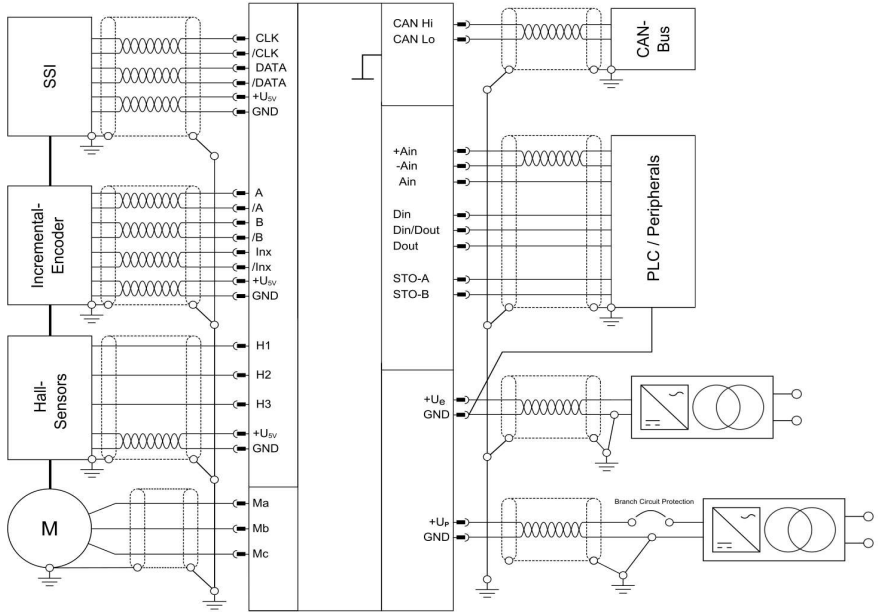 SSI
CLK
/CLK
DATA
/DATA
+U5V
GND
Incremental-
Encoder
A
/A
B
/B
Inx
/Inx
+U5V
GND
Hall-
Sensors
H1
H2
H3
+U5V
GND
M
Ma
Mb
Mc
CAN Hi
CAN Lo
CAN-
Bus
+Ain
-Ain
Ain
Din
Din/Dout
Dout
STO-A
STO-B
PLC / Peripherals
+Ue
GND
Branch Circuit Protection
+UP
GND